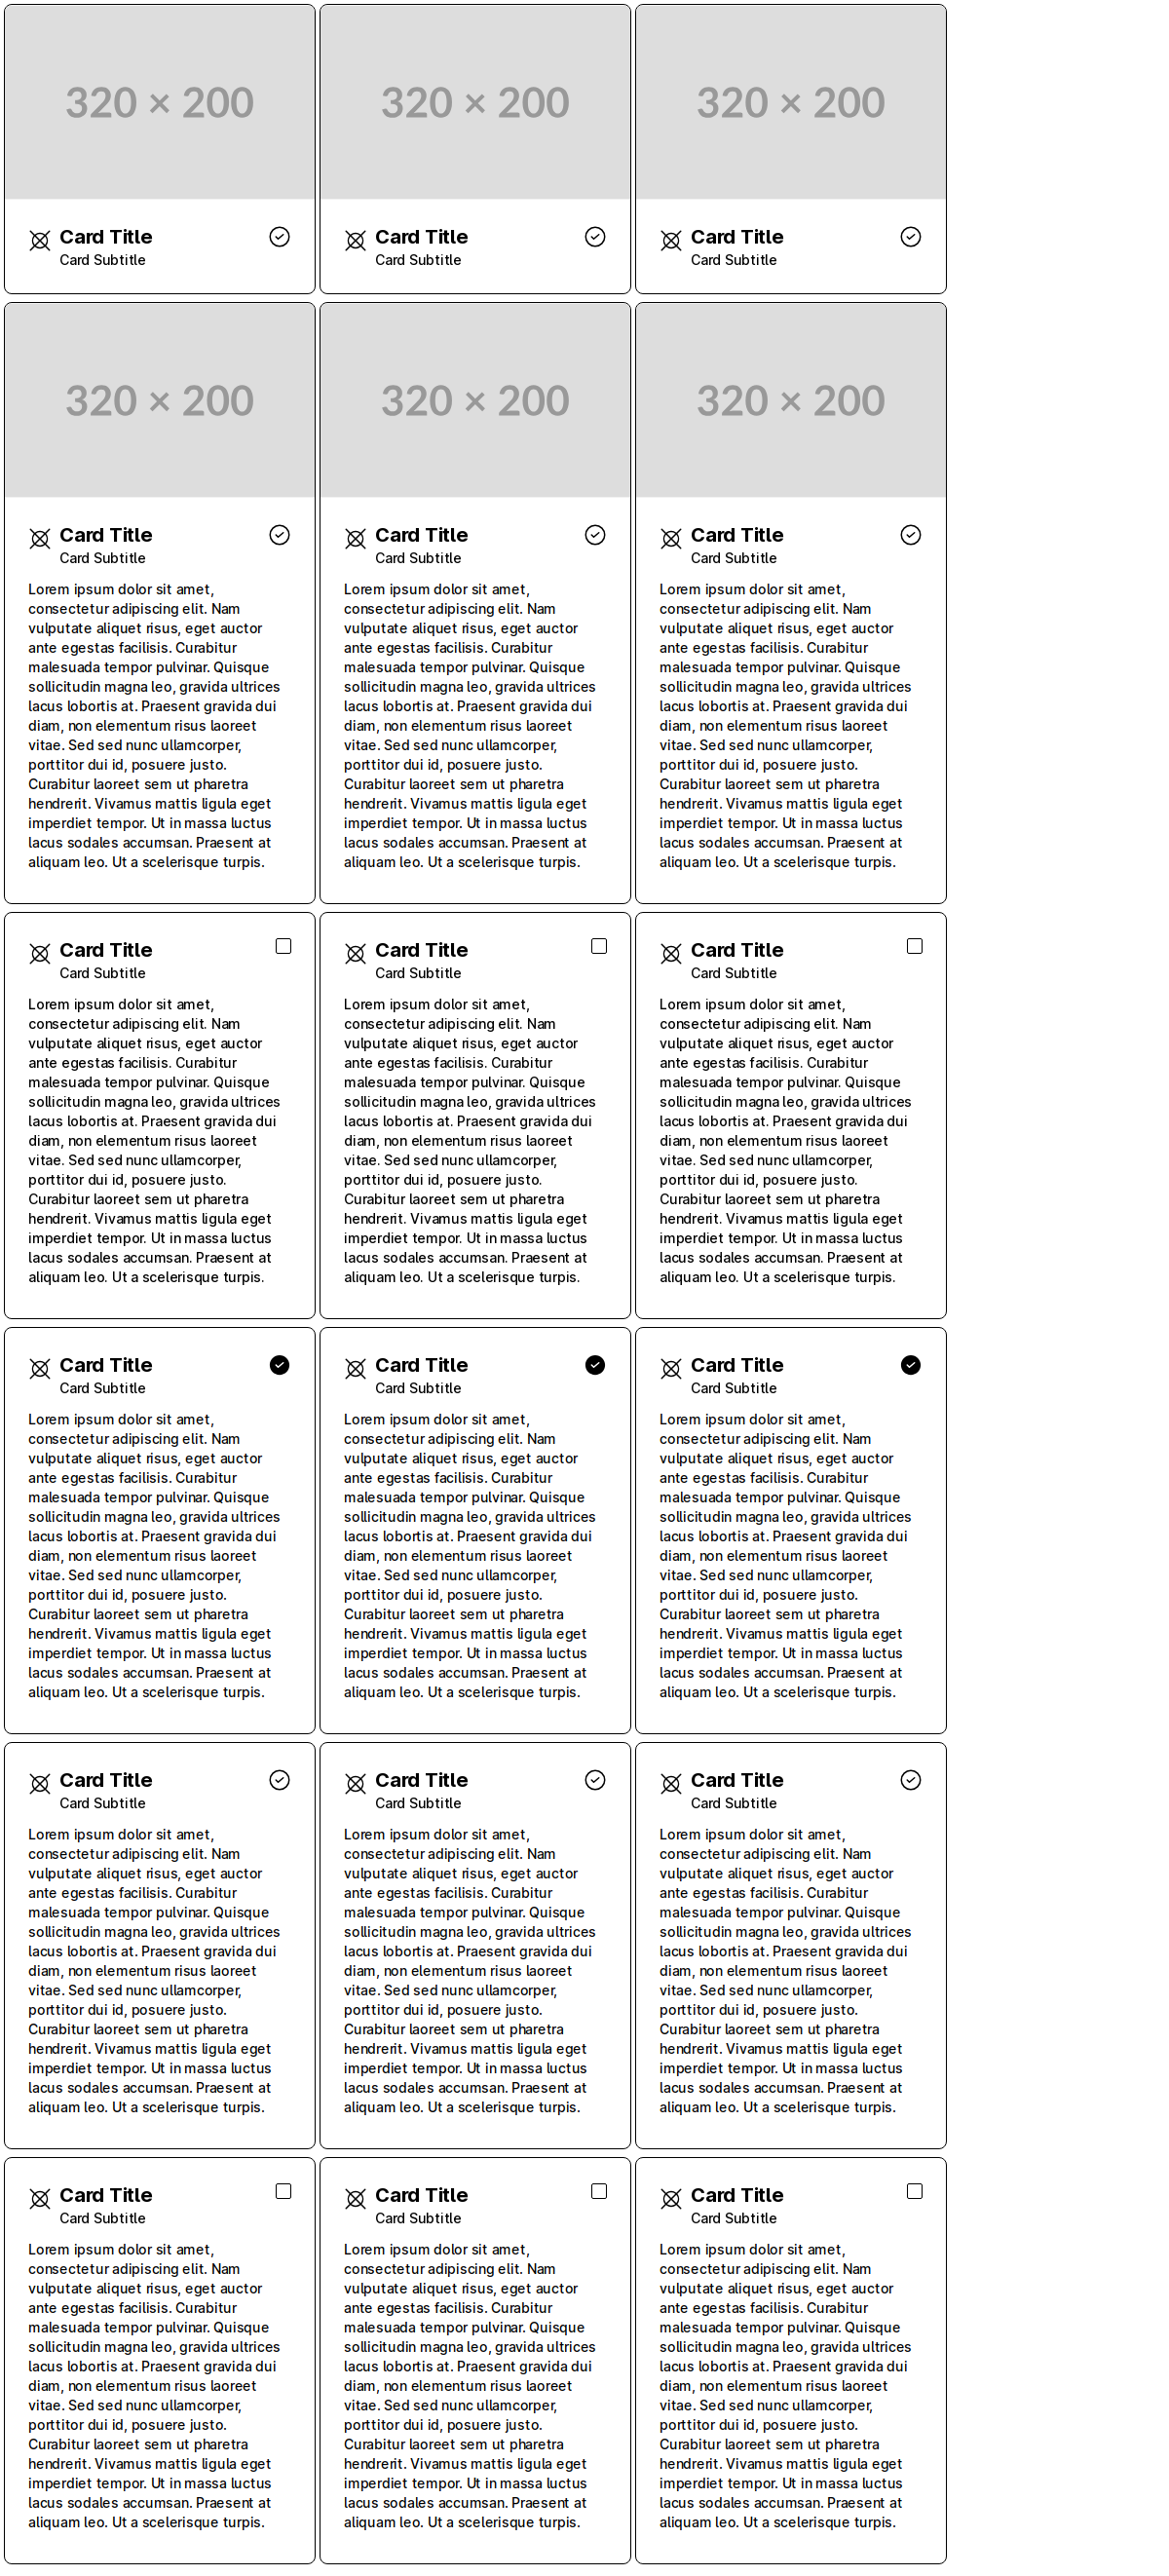 320 × 200
Card Title
Card Subtitle
320 × 200
Card Title
Card Subtitle
320 × 200
Card Title
Card Subtitle
320 × 200
Card Title
Card Subtitle
Lorem ipsum dolor sit amet,
consectetur adipiscing elit. Nam
vulputate aliquet risus, eget auctor
ante egestas facilisis. Curabitur
malesuada tempor pulvinar. Quisque
sollicitudin magna leo, gravida ultrices
lacus lobortis at. Praesent gravida dui
diam, non elementum risus laoreet
vitae. Sed sed nunc ullamcorper,
porttitor dui id, posuere justo.
Curabitur laoreet sem ut pharetra
hendrerit. Vivamus mattis ligula eget
imperdiet tempor. Ut in massa luctus
lacus sodales accumsan. Praesent at
aliquam leo. Ut a scelerisque turpis.
320 × 200
Card Title
Card Subtitle
Lorem ipsum dolor sit amet,
consectetur adipiscing elit. Nam
vulputate aliquet risus, eget auctor
ante egestas facilisis. Curabitur
malesuada tempor pulvinar. Quisque
sollicitudin magna leo, gravida ultrices
lacus lobortis at. Praesent gravida dui
diam, non elementum risus laoreet
vitae. Sed sed nunc ullamcorper,
porttitor dui id, posuere justo.
Curabitur laoreet sem ut pharetra
hendrerit. Vivamus mattis ligula eget
imperdiet tempor. Ut in massa luctus
lacus sodales accumsan. Praesent at
aliquam leo. Ut a scelerisque turpis.
320 × 200
Card Title
Card Subtitle
Lorem ipsum dolor sit amet,
consectetur adipiscing elit. Nam
vulputate aliquet risus, eget auctor
ante egestas facilisis. Curabitur
malesuada tempor pulvinar. Quisque
sollicitudin magna leo, gravida ultrices
lacus lobortis at. Praesent gravida dui
diam, non elementum risus laoreet
vitae. Sed sed nunc ullamcorper,
porttitor dui id, posuere justo.
Curabitur laoreet sem ut pharetra
hendrerit. Vivamus mattis ligula eget
imperdiet tempor. Ut in massa luctus
lacus sodales accumsan. Praesent at
aliquam leo. Ut a scelerisque turpis.
Card Title
Card Subtitle
Lorem ipsum dolor sit amet,
consectetur adipiscing elit. Nam
vulputate aliquet risus, eget auctor
ante egestas facilisis. Curabitur
malesuada tempor pulvinar. Quisque
sollicitudin magna leo, gravida ultrices
lacus lobortis at. Praesent gravida dui
diam, non elementum risus laoreet
vitae. Sed sed nunc ullamcorper,
porttitor dui id, posuere justo.
Curabitur laoreet sem ut pharetra
hendrerit. Vivamus mattis ligula eget
imperdiet tempor. Ut in massa luctus
lacus sodales accumsan. Praesent at
aliquam leo. Ut a scelerisque turpis.
Card Title
Card Subtitle
Lorem ipsum dolor sit amet,
consectetur adipiscing elit. Nam
vulputate aliquet risus, eget auctor
ante egestas facilisis. Curabitur
malesuada tempor pulvinar. Quisque
sollicitudin magna leo, gravida ultrices
lacus lobortis at. Praesent gravida dui
diam, non elementum risus laoreet
vitae. Sed sed nunc ullamcorper,
porttitor dui id, posuere justo.
Curabitur laoreet sem ut pharetra
hendrerit. Vivamus mattis ligula eget
imperdiet tempor. Ut in massa luctus
lacus sodales accumsan. Praesent at
aliquam leo. Ut a scelerisque turpis.
Card Title
Card Subtitle
Lorem ipsum dolor sit amet,
consectetur adipiscing elit. Nam
vulputate aliquet risus, eget auctor
ante egestas facilisis. Curabitur
malesuada tempor pulvinar. Quisque
sollicitudin magna leo, gravida ultrices
lacus lobortis at. Praesent gravida dui
diam, non elementum risus laoreet
vitae. Sed sed nunc ullamcorper,
porttitor dui id, posuere justo.
Curabitur laoreet sem ut pharetra
hendrerit. Vivamus mattis ligula eget
imperdiet tempor. Ut in massa luctus
lacus sodales accumsan. Praesent at
aliquam leo. Ut a scelerisque turpis.
Card Title
Card Subtitle
Lorem ipsum dolor sit amet,
consectetur adipiscing elit. Nam
vulputate aliquet risus, eget auctor
ante egestas facilisis. Curabitur
malesuada tempor pulvinar. Quisque
sollicitudin magna leo, gravida ultrices
lacus lobortis at. Praesent gravida dui
diam, non elementum risus laoreet
vitae. Sed sed nunc ullamcorper,
porttitor dui id, posuere justo.
Curabitur laoreet sem ut pharetra
hendrerit. Vivamus mattis ligula eget
imperdiet tempor. Ut in massa luctus
lacus sodales accumsan. Praesent at
aliquam leo. Ut a scelerisque turpis.
Card Title
Card Subtitle
Lorem ipsum dolor sit amet,
consectetur adipiscing elit. Nam
vulputate aliquet risus, eget auctor
ante egestas facilisis. Curabitur
malesuada tempor pulvinar. Quisque
sollicitudin magna leo, gravida ultrices
lacus lobortis at. Praesent gravida dui
diam, non elementum risus laoreet
vitae. Sed sed nunc ullamcorper,
porttitor dui id, posuere justo.
Curabitur laoreet sem ut pharetra
hendrerit. Vivamus mattis ligula eget
imperdiet tempor. Ut in massa luctus
lacus sodales accumsan. Praesent at
aliquam leo. Ut a scelerisque turpis.
Card Title
Card Subtitle
Lorem ipsum dolor sit amet,
consectetur adipiscing elit. Nam
vulputate aliquet risus, eget auctor
ante egestas facilisis. Curabitur
malesuada tempor pulvinar. Quisque
sollicitudin magna leo, gravida ultrices
lacus lobortis at. Praesent gravida dui
diam, non elementum risus laoreet
vitae. Sed sed nunc ullamcorper,
porttitor dui id, posuere justo.
Curabitur laoreet sem ut pharetra
hendrerit. Vivamus mattis ligula eget
imperdiet tempor. Ut in massa luctus
lacus sodales accumsan. Praesent at
aliquam leo. Ut a scelerisque turpis.
Card Title
Card Subtitle
Lorem ipsum dolor sit amet,
consectetur adipiscing elit. Nam
vulputate aliquet risus, eget auctor
ante egestas facilisis. Curabitur
malesuada tempor pulvinar. Quisque
sollicitudin magna leo, gravida ultrices
lacus lobortis at. Praesent gravida dui
diam, non elementum risus laoreet
vitae. Sed sed nunc ullamcorper,
porttitor dui id, posuere justo.
Curabitur laoreet sem ut pharetra
hendrerit. Vivamus mattis ligula eget
imperdiet tempor. Ut in massa luctus
lacus sodales accumsan. Praesent at
aliquam leo. Ut a scelerisque turpis.
Card Title
Card Subtitle
Lorem ipsum dolor sit amet,
consectetur adipiscing elit. Nam
vulputate aliquet risus, eget auctor
ante egestas facilisis. Curabitur
malesuada tempor pulvinar. Quisque
sollicitudin magna leo, gravida ultrices
lacus lobortis at. Praesent gravida dui
diam, non elementum risus laoreet
vitae. Sed sed nunc ullamcorper,
porttitor dui id, posuere justo.
Curabitur laoreet sem ut pharetra
hendrerit. Vivamus mattis ligula eget
imperdiet tempor. Ut in massa luctus
lacus sodales accumsan. Praesent at
aliquam leo. Ut a scelerisque turpis.
Card Title
Card Subtitle
Lorem ipsum dolor sit amet,
consectetur adipiscing elit. Nam
vulputate aliquet risus, eget auctor
ante egestas facilisis. Curabitur
malesuada tempor pulvinar. Quisque
sollicitudin magna leo, gravida ultrices
lacus lobortis at. Praesent gravida dui
diam, non elementum risus laoreet
vitae. Sed sed nunc ullamcorper,
porttitor dui id, posuere justo.
Curabitur laoreet sem ut pharetra
hendrerit. Vivamus mattis ligula eget
imperdiet tempor. Ut in massa luctus
lacus sodales accumsan. Praesent at
aliquam leo. Ut a scelerisque turpis.
Card Title
Card Subtitle
Lorem ipsum dolor sit amet,
consectetur adipiscing elit. Nam
vulputate aliquet risus, eget auctor
ante egestas facilisis. Curabitur
malesuada tempor pulvinar. Quisque
sollicitudin magna leo, gravida ultrices
lacus lobortis at. Praesent gravida dui
diam, non elementum risus laoreet
vitae. Sed sed nunc ullamcorper,
porttitor dui id, posuere justo.
Curabitur laoreet sem ut pharetra
hendrerit. Vivamus mattis ligula eget
imperdiet tempor. Ut in massa luctus
lacus sodales accumsan. Praesent at
aliquam leo. Ut a scelerisque turpis.
Card Title
Card Subtitle
Lorem ipsum dolor sit amet,
consectetur adipiscing elit. Nam
vulputate aliquet risus, eget auctor
ante egestas facilisis. Curabitur
malesuada tempor pulvinar. Quisque
sollicitudin magna leo, gravida ultrices
lacus lobortis at. Praesent gravida dui
diam, non elementum risus laoreet
vitae. Sed sed nunc ullamcorper,
porttitor dui id, posuere justo.
Curabitur laoreet sem ut pharetra
hendrerit. Vivamus mattis ligula eget
imperdiet tempor. Ut in massa luctus
lacus sodales accumsan. Praesent at
aliquam leo. Ut a scelerisque turpis.
Card Title
Card Subtitle
Lorem ipsum dolor sit amet,
consectetur adipiscing elit. Nam
vulputate aliquet risus, eget auctor
ante egestas facilisis. Curabitur
malesuada tempor pulvinar. Quisque
sollicitudin magna leo, gravida ultrices
lacus lobortis at. Praesent gravida dui
diam, non elementum risus laoreet
vitae. Sed sed nunc ullamcorper,
porttitor dui id, posuere justo.
Curabitur laoreet sem ut pharetra
hendrerit. Vivamus mattis ligula eget
imperdiet tempor. Ut in massa luctus
lacus sodales accumsan. Praesent at
aliquam leo. Ut a scelerisque turpis.